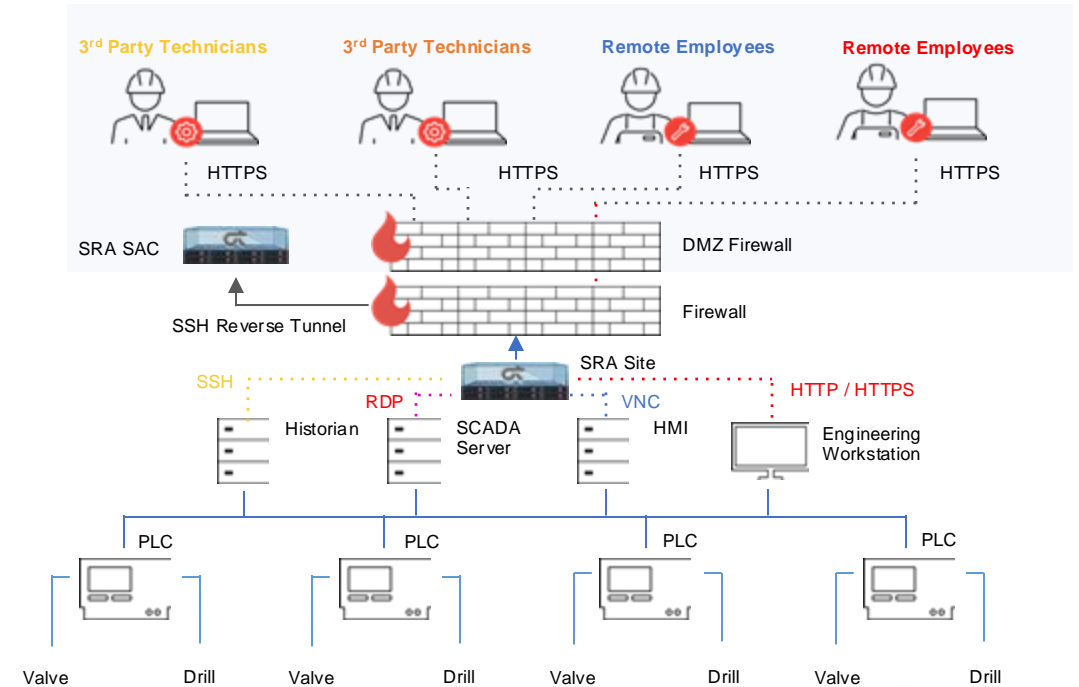 3rd Party Technicians
3rd Party Technicians
Remote Employees
Remote Employees
HTTPS
HTTPS
HTTPS
HTTPS
SRA SAC
DMZ Firewall
Firewall
SSH Reverse Tunnel
SRA Site
SSH
RDP
VNC
HTTP / HTTPS
Historian
SCADA
Server
HMI
Engineering
Workstation
PLC
PLC
PLC
PLC
Valve
Drill
Valve
Drill
Valve
Drill
Valve
Drill